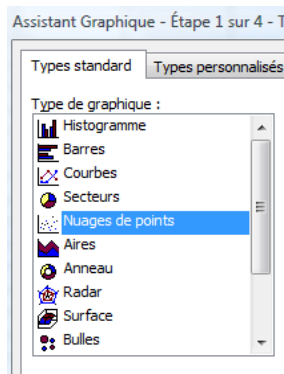 Assistant Graphique - Étape 1 sur 4 - T
Types standard Types personnalisés
Type de graphique :
Histogramme
Barres
Courbes
Secteurs
Nuages de points
Aires
Anneau
Radar
Surface
Bulles